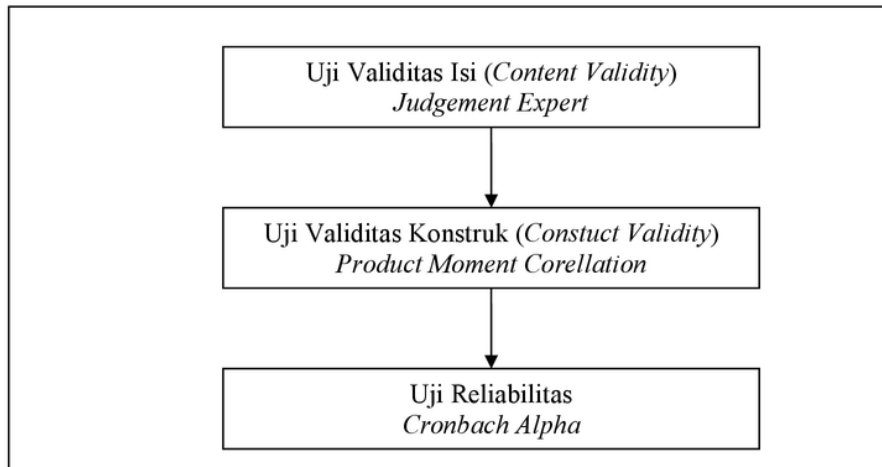 Uji Validitas Isi (Content Validity)
Judgement Expert
Uji Validitas Konstruk (Constuct Validity)
Product Moment Corellation
Uji Reliabilitas
Cronbach Alpha